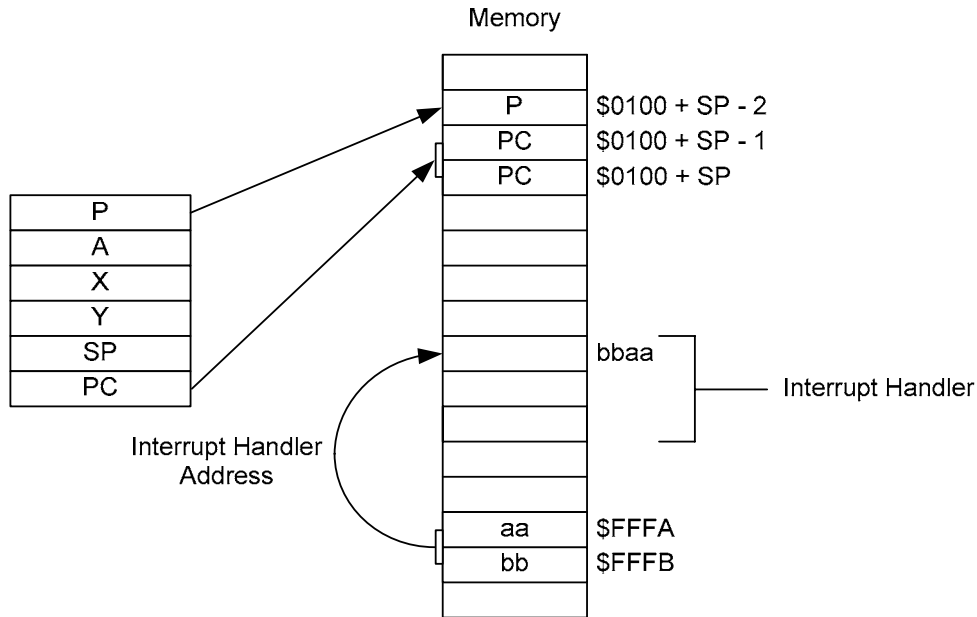 Memory
P $0100 + SP - 2
PC $0100 + SP - 1
PC $0100 + SP
P
A
X
Y
SP
PC
bbaa
Interrupt Handler
Interrupt Handler
Address
aa $FFFA
bb $FFFB